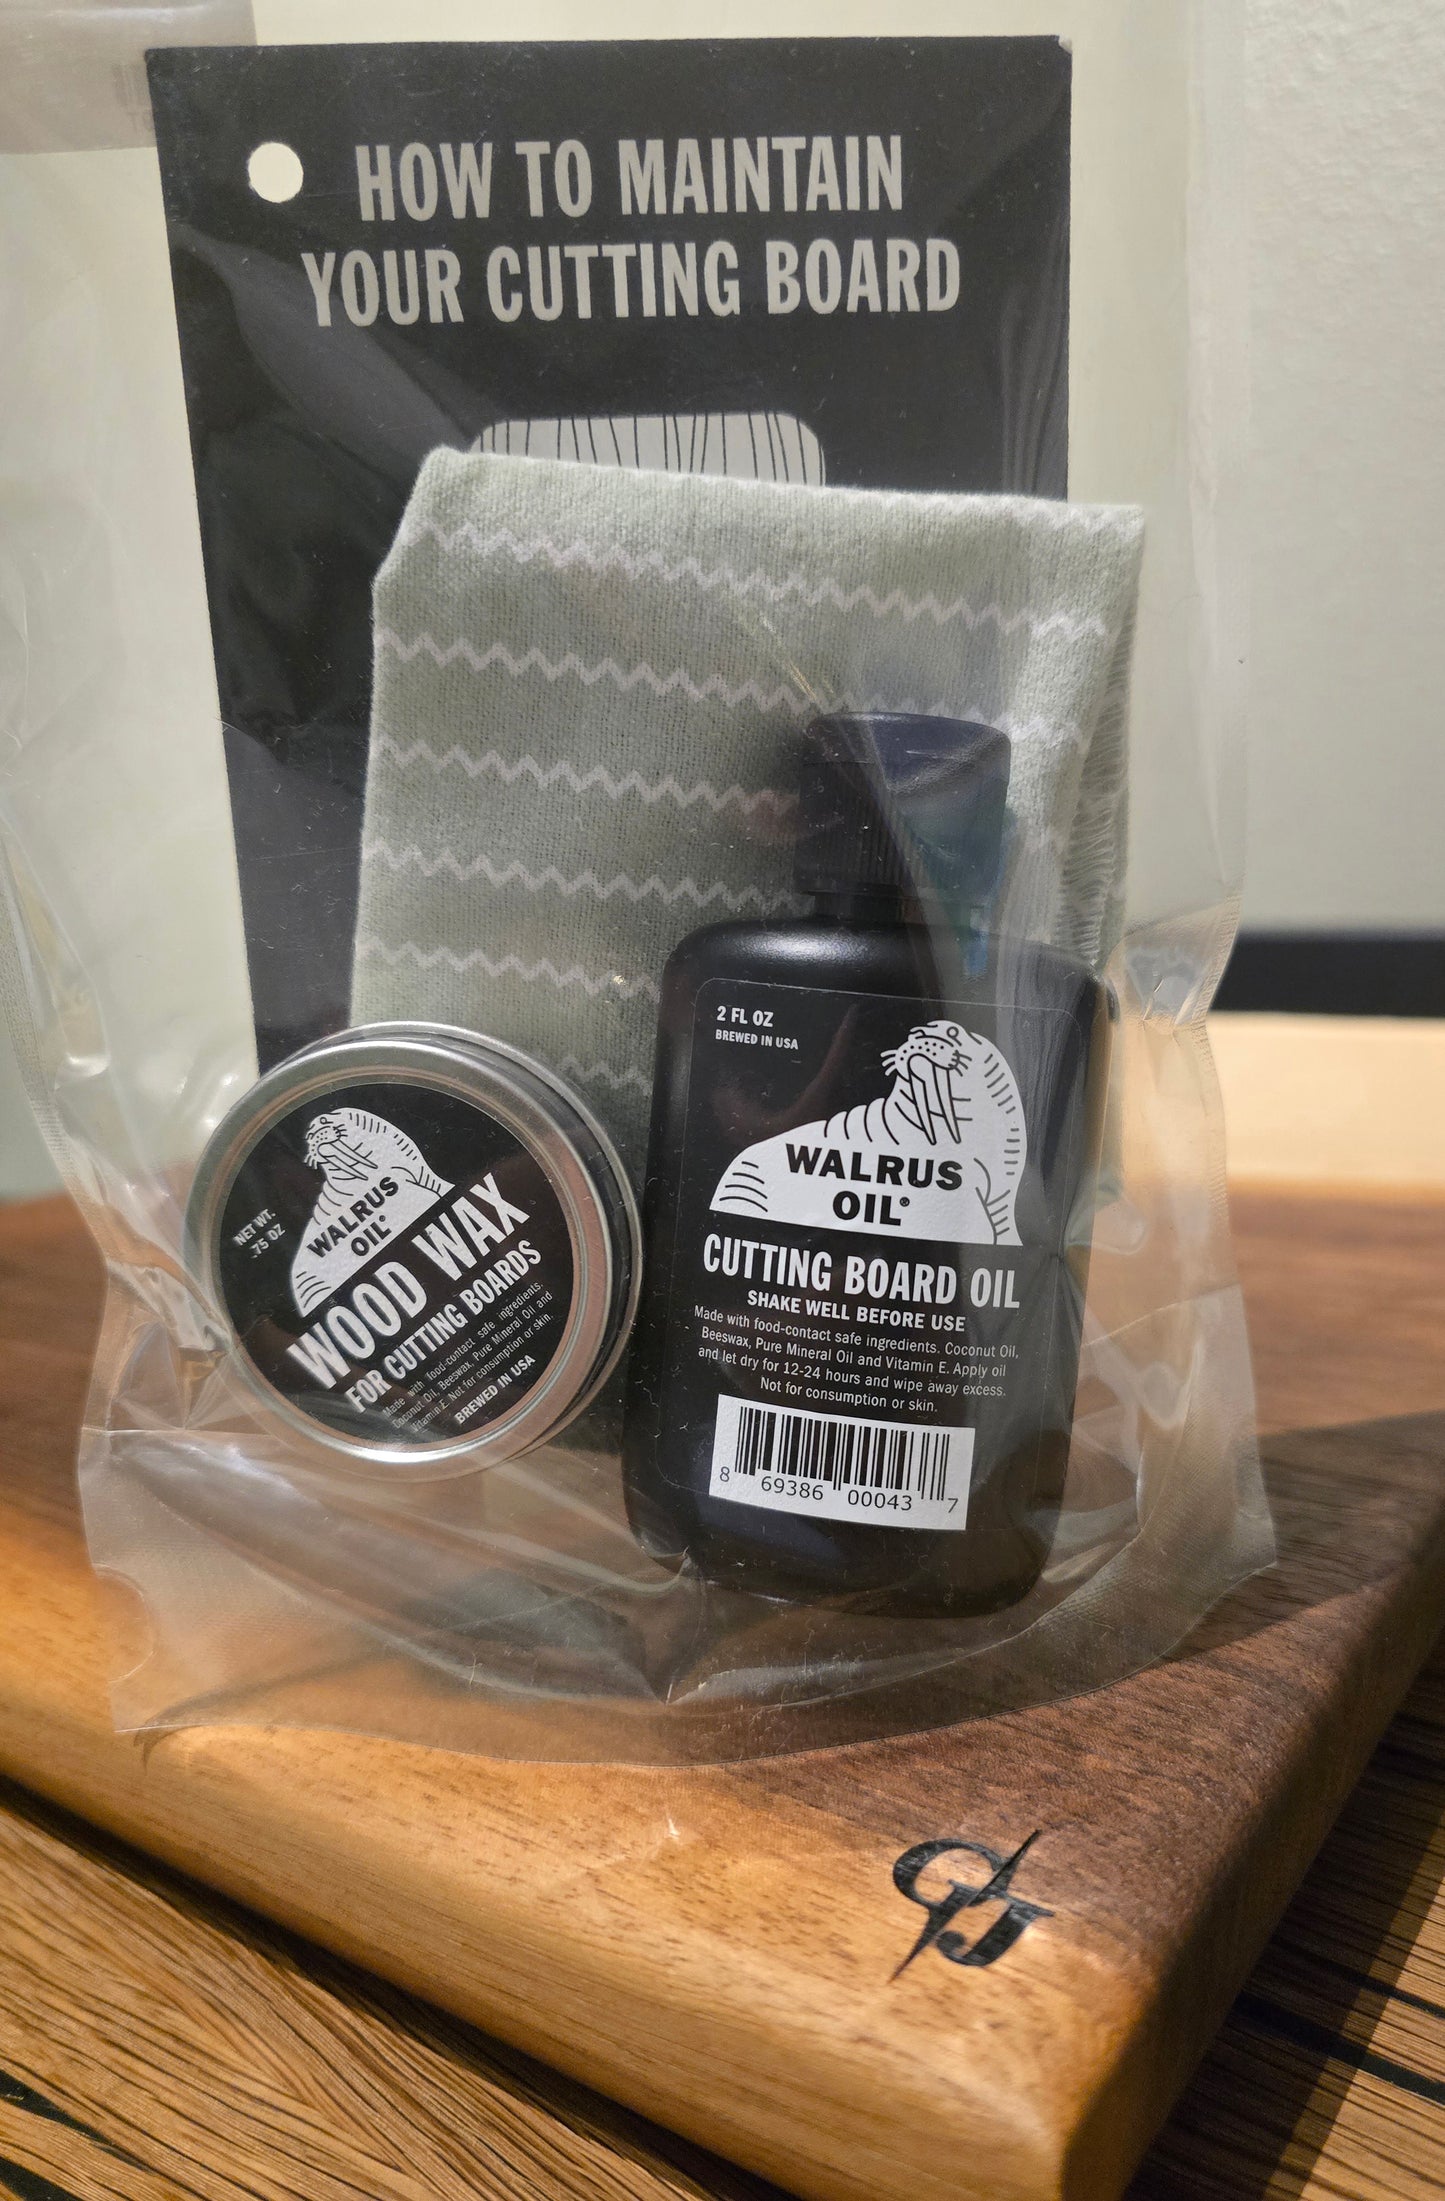 HOW TO MAINTAIN
YOUR CUTTING BOARD
NET WT.
.75 OZ
WALRUS
OIL®
WOOD WAX
FOR CUTTING BOARDS
Made with food-contact safe ingredients.
Coconut Oil, Beeswax, Pure Mineral Oil and
Vitamin E. Not for consumption or skin.
BREWED IN USA
2 FL OZ
BREWED IN USA
WALRUS
OIL®
CUTTING BOARD OIL
SHAKE WELL BEFORE USE
Made with food-contact safe ingredients. Coconut Oil,
Beeswax, Pure Mineral Oil and Vitamin E. Apply oil
and let dry for 12-24 hours and wipe away excess.
Not for consumption or skin.
8 69386 00043 7
CJ